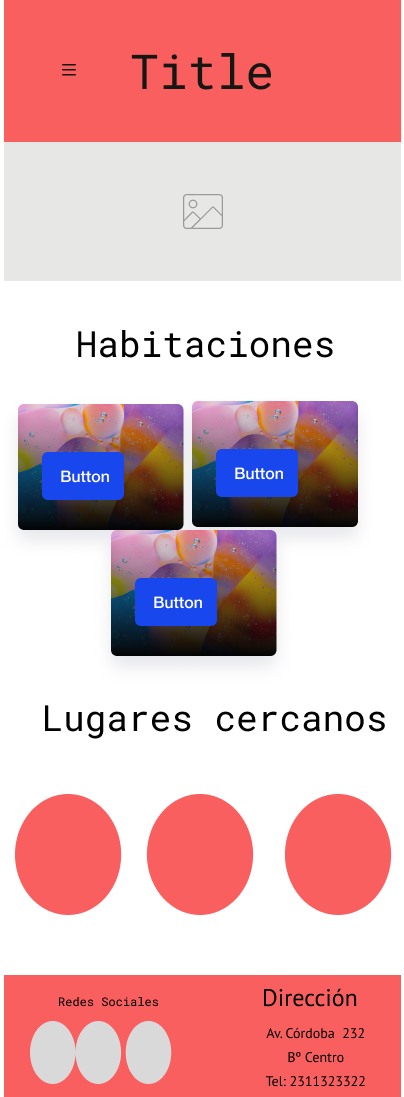 Title
Habitaciones
Button
Button
Button
Lugares cercanos
Redes Sociales
Dirección
Av. Córdoba  232
Bº Centro
Tel: 2311323322